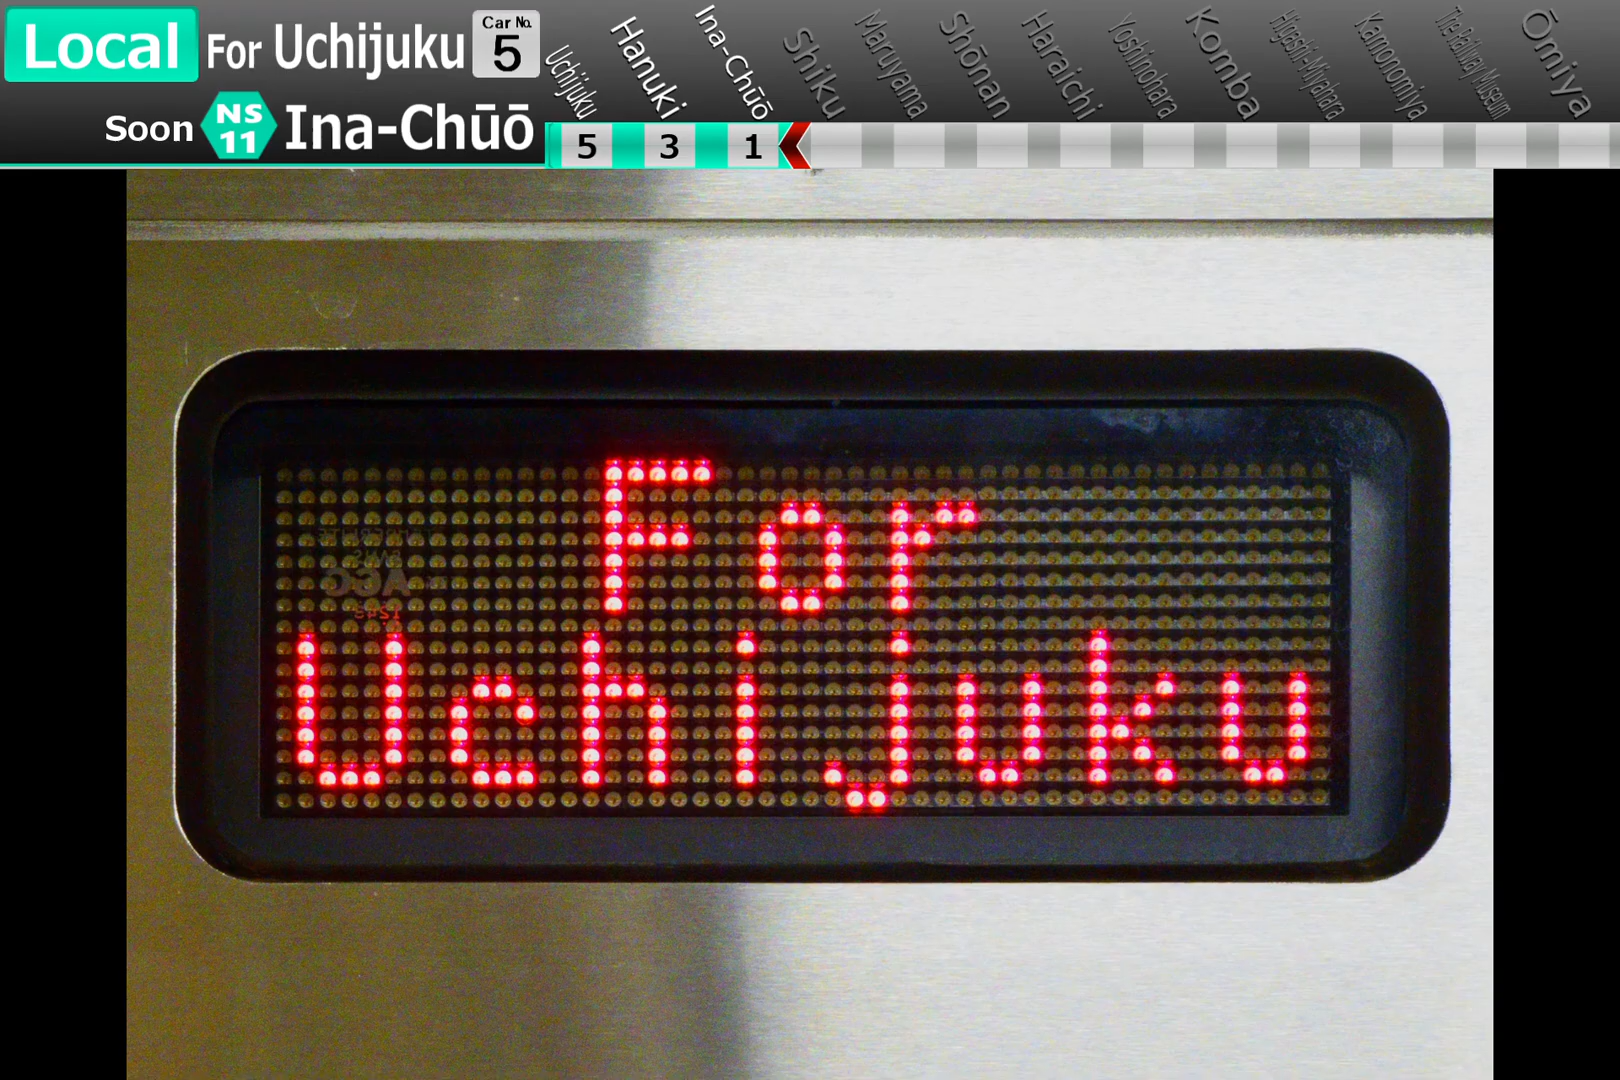 Local For Uchijuku Car No. 5
Soon NS 11 Ina-Chūō
Uchijuku Hanuki Ina-Chūō Shiku Maruyama Shōnan Haraichi Yoshinohara Komba Higashi-Miyahara Kamonomiya The Railway Museum Ōmiya
5 3 1
For
Uchijuku
AGC